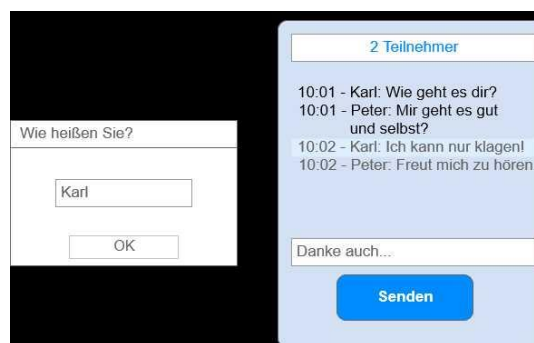 Wie heißen Sie?
Karl
OK
2 Teilnehmer
10:01 - Karl: Wie geht es dir?
10:01 - Peter: Mir geht es gut
und selbst?
10:02 - Karl: Ich kann nur klagen!
10:02 - Peter: Freut mich zu hören
Danke auch...
Senden